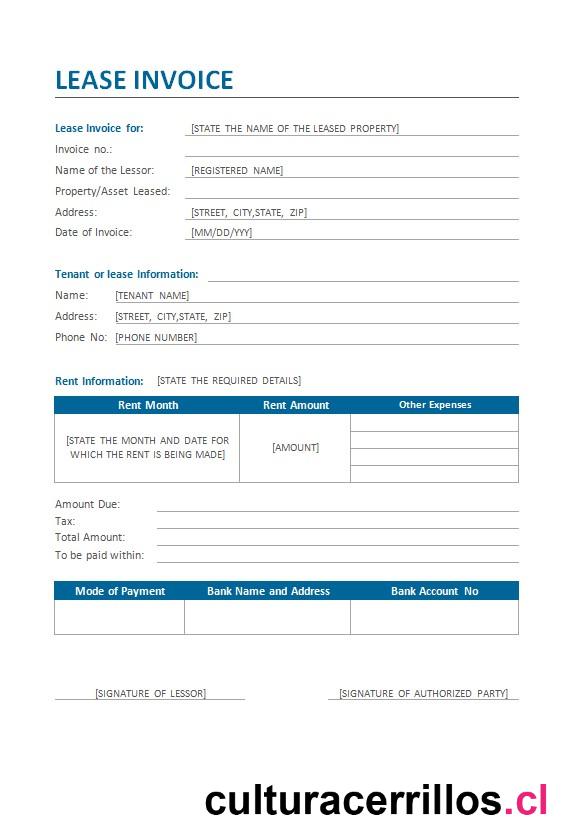 LEASE INVOICE
Lease Invoice for: [STATE THE NAME OF THE LEASED PROPERTY]
Invoice no.:
Name of the Lessor: [REGISTERED NAME]
Property/Asset Leased:
Address: [STREET, CITY,STATE, ZIP]
Date of Invoice: [MM/DD/YYY]
Tenant or lease Information:
Name: [TENANT NAME]
Address: [STREET, CITY,STATE, ZIP]
Phone No: [PHONE NUMBER]
Rent Information: [STATE THE REQUIRED DETAILS]
Rent Month Rent Amount Other Expenses
[STATE THE MONTH AND DATE FOR
WHICH THE RENT IS BEING MADE] [AMOUNT]
Amount Due:
Tax:
Total Amount:
To be paid within:
Mode of Payment Bank Name and Address Bank Account No
[SIGNATURE OF LESSOR] [SIGNATURE OF AUTHORIZED PARTY]
culturacerrillos.cl